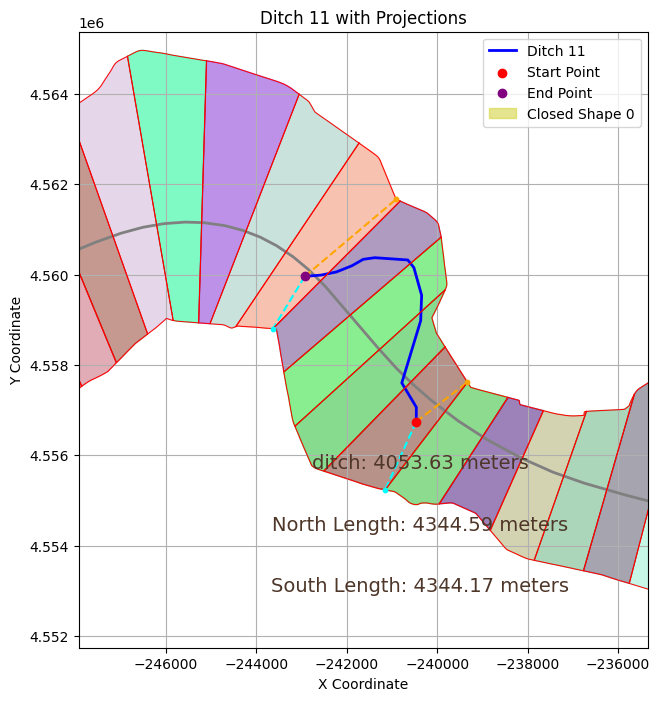 Ditch 11 with Projections
1e6
Ditch 11
Start Point
End Point
Closed Shape 0
4.564
4.562
4.560
4.558
4.556
4.554
4.552
Y Coordinate
ditch: 4053.63 meters
North Length: 4344.59 meters
South Length: 4344.17 meters
−246000 −244000 −242000 −240000 −238000 −236000
X Coordinate